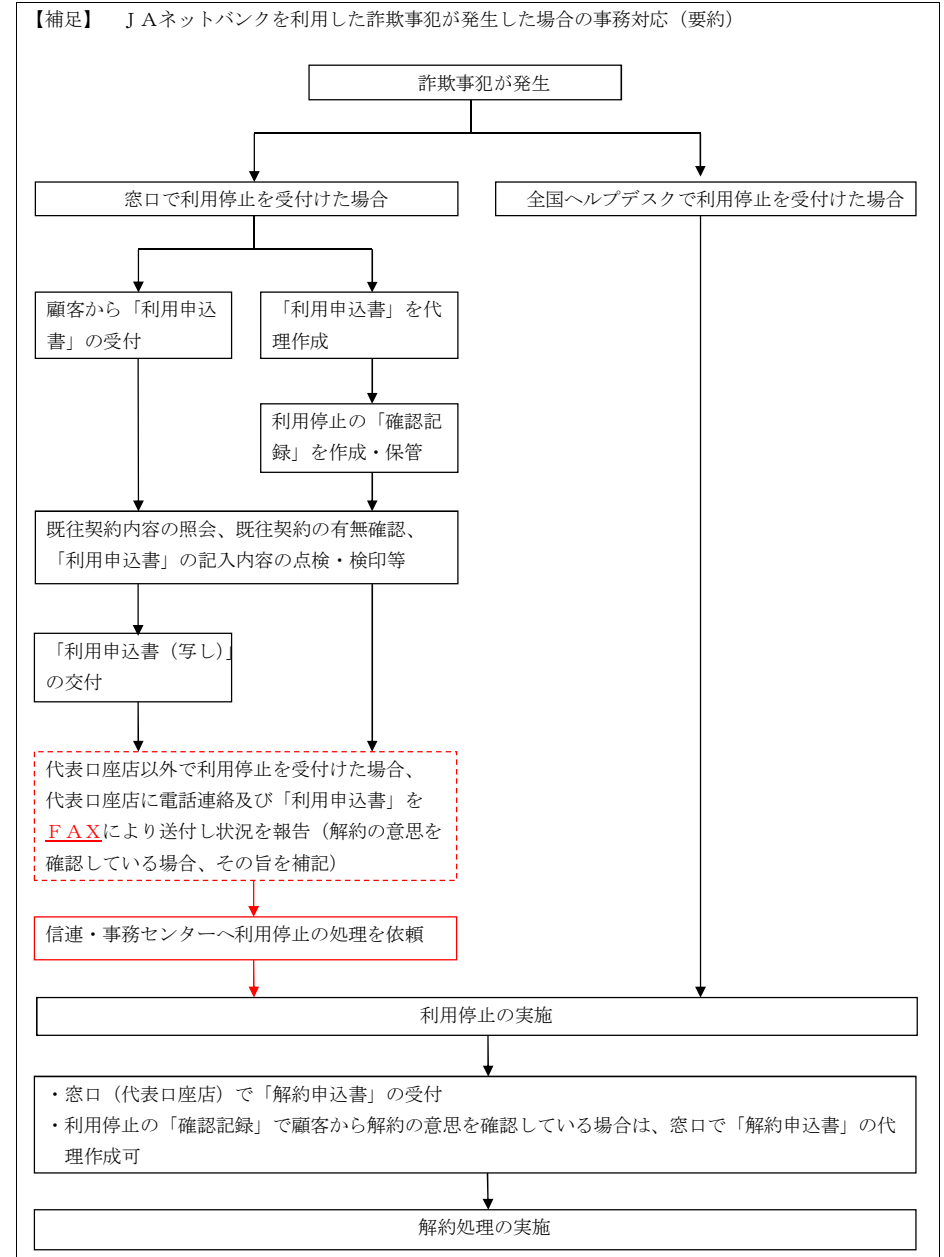 【補足】　ＪＡネットバンクを利用した詐欺事犯が発生した場合の事務対応（要約）
詐欺事犯が発生
窓口で利用停止を受付けた場合
全国ヘルプデスクで利用停止を受付けた場合
顧客から「利用申込
書」の受付
「利用申込書」を代
理作成
利用停止の「確認記
録」を作成・保管
既往契約内容の照会、既往契約の有無確認、
「利用申込書」の記入内容の点検・検印等
「利用申込書（写し）」
の交付
代表口座店以外で利用停止を受付けた場合、
代表口座店に電話連絡及び「利用申込書」を
ＦＡＸにより送付し状況を報告（解約の意思を
確認している場合、その旨を補記）
信連・事務センターへ利用停止の処理を依頼
利用停止の実施
・窓口（代表口座店）で「解約申込書」の受付
・利用停止の「確認記録」で顧客から解約の意思を確認している場合は、窓口で「解約申込書」の代
理作成可
解約処理の実施